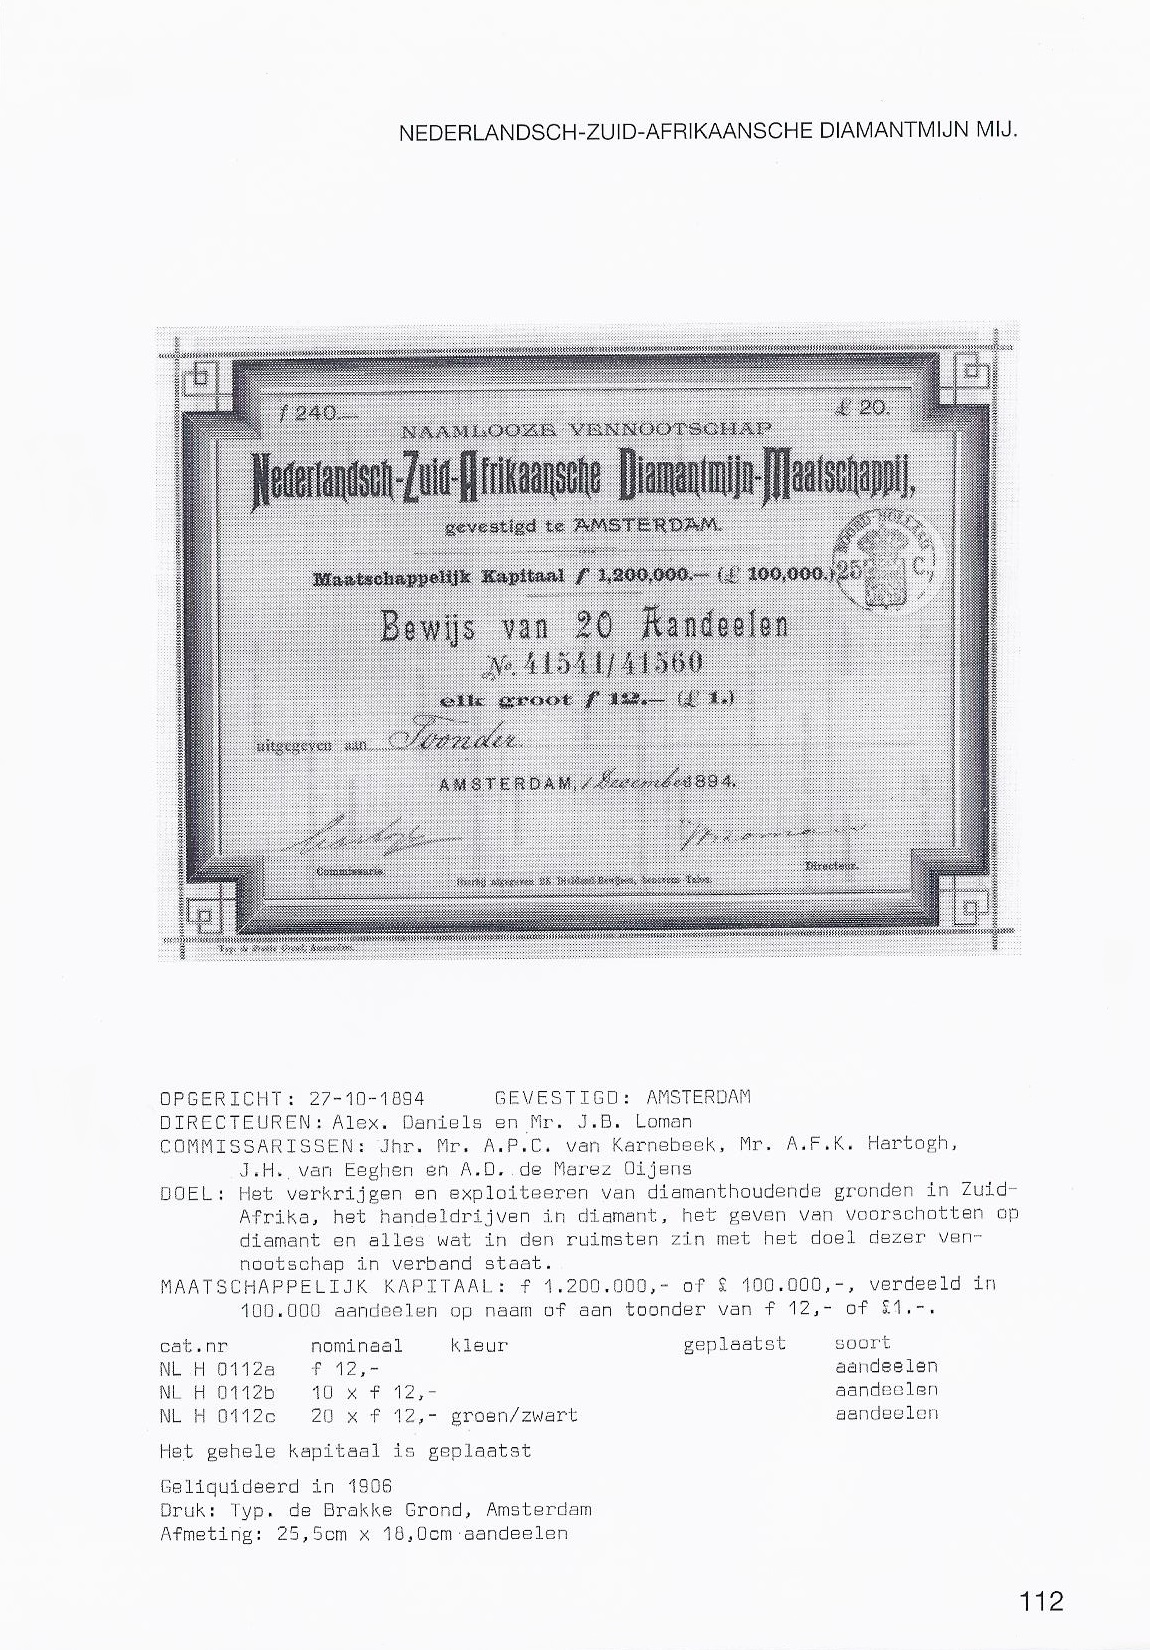 NEDERLANDSCH-ZUID-AFRIKAANSCHE DIAMANTMIJN MIJ.
f 240.— £ 20.
NAAMLOOZE VENNOOTSCHAP
Nederlandsch-Zuid-Afrikaansche Diamantmijn-Maatschappij,
gevestigd te AMSTERDAM.
Maatschappelijk Kapitaal f 1,200,000.— (£ 100,000.)
Bewijs van 20 Aandeelen
No. 41541/41560
elk groot f 12.— (£ 1.)
uitgegeven aan Toonder.
AMSTERDAM, 1 December 1894.
Commissaris. Directeur.
Hierbij uitgegeven 25 Dividend-Bewijzen, benevens Talon.
OPGERICHT: 27-10-1894 GEVESTIGD: AMSTERDAM
DIRECTEUREN: Alex. Daniels en Mr. J.B. Loman
COMMISSARISSEN: Jhr. Mr. A.P.C. van Karnebeek, Mr. A.F.K. Hartogh,
J.H. van Eeghen en A.D. de Marez Oijens
DOEL: Het verkrijgen en exploiteeren van diamanthoudende gronden in Zuid-
Afrika, het handeldrijven in diamant, het geven van voorschotten op
diamant en alles wat in den ruimsten zin met het doel dezer ven-
nootschap in verband staat.
MAATSCHAPPELIJK KAPITAAL: f 1.200.000,- of £ 100.000,-, verdeeld in
100.000 aandeelen op naam of aan toonder van f 12,- of £1.-.
cat.nr nominaal kleur geplaatst soort
NL H 0112a f 12,- aandeelen
NL H 0112b 10 x f 12,- aandeelen
NL H 0112c 20 x f 12,- groen/zwart aandeelen
Het gehele kapitaal is geplaatst
Geliquideerd in 1906
Druk: Typ. de Brakke Grond, Amsterdam
Afmeting: 25,5cm x 18,0cm aandeelen
112